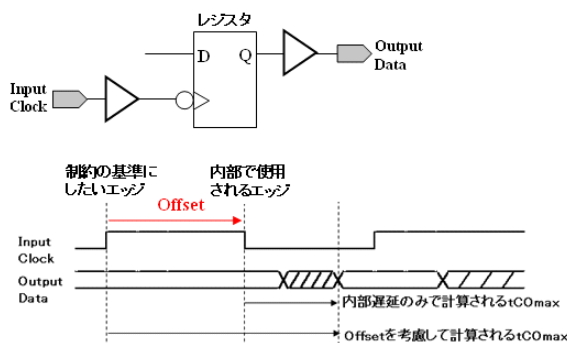 レジスタ
D
Q
Output
Data
Input
Clock
制約の基準に
したいエッジ
内部で使用
されるエッジ
Offset
Input
Clock
Output
Data
内部遅延のみで計算されるtCOmax
Offsetを考慮して計算されるtCOmax